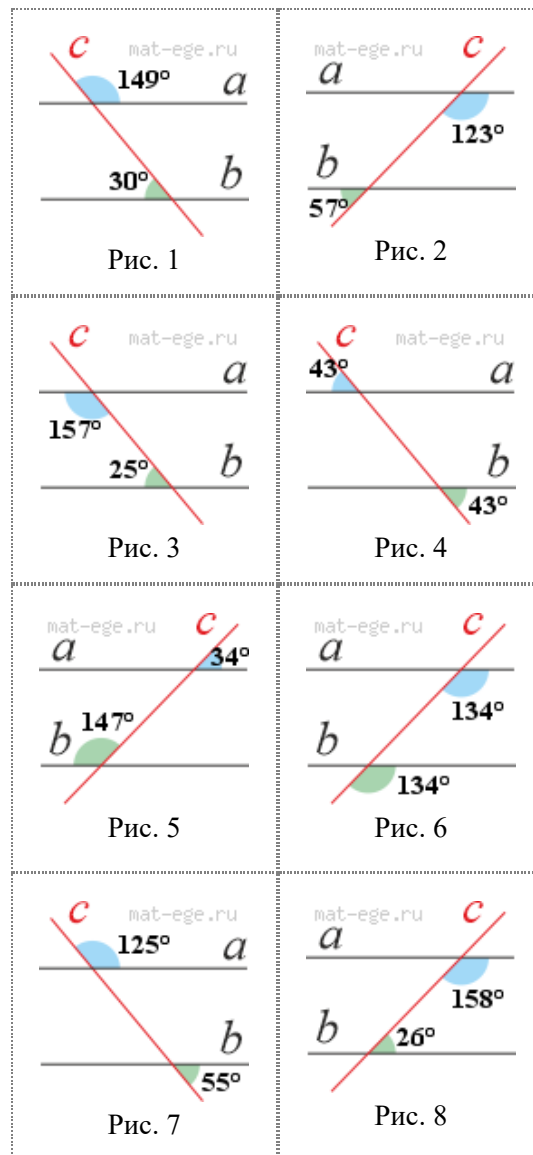 c mat-ege.ru
149° a
30° b
Рис. 1
mat-ege.ru c
a
123°
b
57°
Рис. 2
c mat-ege.ru
a
157°
25° b
Рис. 3
c mat-ege.ru
43° a
b
43°
Рис. 4
mat-ege.ru c
a 34°
147°
b
Рис. 5
mat-ege.ru c
a
134°
b
134°
Рис. 6
c mat-ege.ru
125° a
b
55°
Рис. 7
mat-ege.ru c
a
158°
b 26°
Рис. 8